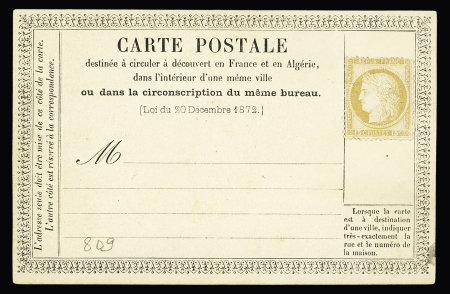 CARTE POSTALE
destinée à circuler à découvert en France et en Algérie,
dans l'intérieur d'une même ville
ou dans la circonscription du même bureau.
[Loi du 20 Décembre 1872.]
M
809
L'adresse seule doit être mise de ce côté de la carte.
L'autre côté est réservé à la correspondance.
POSTES
Lorsque la carte
est à destination
d'une ville, indiquer
très-exactement la
rue et le numéro de
la maison.